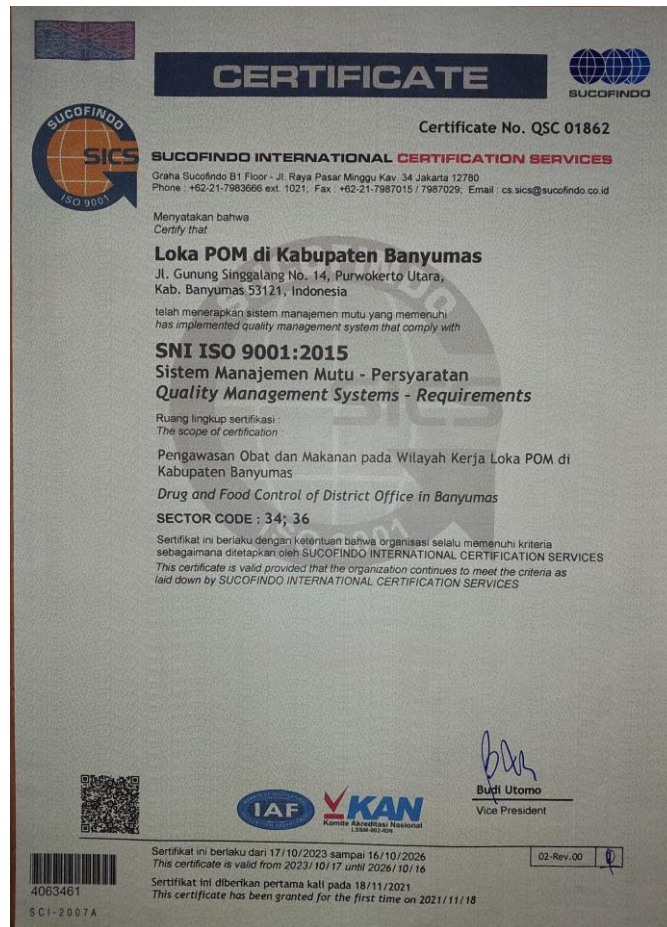 CERTIFICATE
SUCOFINDO
SUCOFINDO
SICS
ISO 9001
Certificate No. QSC 01862
SUCOFINDO INTERNATIONAL CERTIFICATION SERVICES
Graha Sucofindo B1 Floor - Jl. Raya Pasar Minggu Kav. 34 Jakarta 12780
Phone : +62-21-7983666 ext. 1021; Fax : +62-21-7987015 / 7987029; Email : cs.sics@sucofindo.co.id
Menyatakan bahwa
Certify that
Loka POM di Kabupaten Banyumas
Jl. Gunung Singgalang No. 14, Purwokerto Utara,
Kab. Banyumas 53121, Indonesia
telah menerapkan sistem manajemen mutu yang memenuhi
has implemented quality management system that comply with
SNI ISO 9001:2015
Sistem Manajemen Mutu - Persyaratan
Quality Management Systems - Requirements
Ruang lingkup sertifikasi :
The scope of certification :
Pengawasan Obat dan Makanan pada Wilayah Kerja Loka POM di
Kabupaten Banyumas
Drug and Food Control of District Office in Banyumas
SECTOR CODE : 34; 36
Sertifikat ini berlaku dengan ketentuan bahwa organisasi selalu memenuhi kriteria
sebagaimana ditetapkan oleh SUCOFINDO INTERNATIONAL CERTIFICATION SERVICES
This certificate is valid provided that the organization continues to meet the criteria as
laid down by SUCOFINDO INTERNATIONAL CERTIFICATION SERVICES
Budi Utomo
Vice President
IAF
KAN
Komite Akreditasi Nasional
LSSM-002-IDN
Sertifikat ini berlaku dari 17/10/2023 sampai 16/10/2026
This certificate is valid from 2023/10/17 until 2026/10/16
02-Rev.00
Sertifikat ini diberikan pertama kali pada 18/11/2021
This certificate has been granted for the first time on 2021/11/18
4063461
SCI-2007A